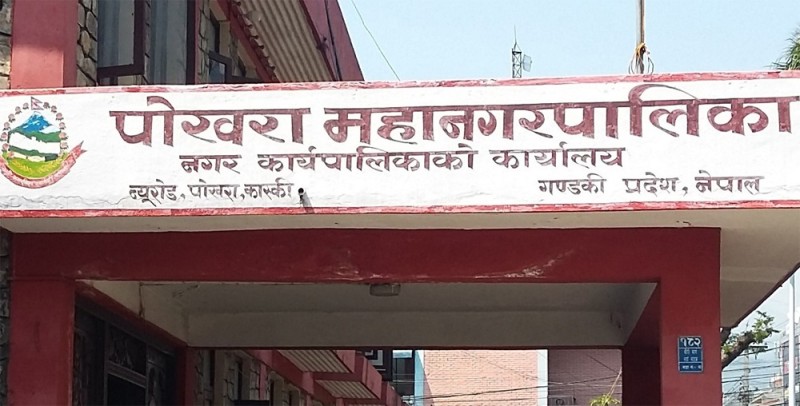 पोखरा महानगरपालिका
नगर कार्यपालिकाको कार्यालय
न्यूरोड, पोखरा, कास्की
गण्डकी प्रदेश, नेपाल